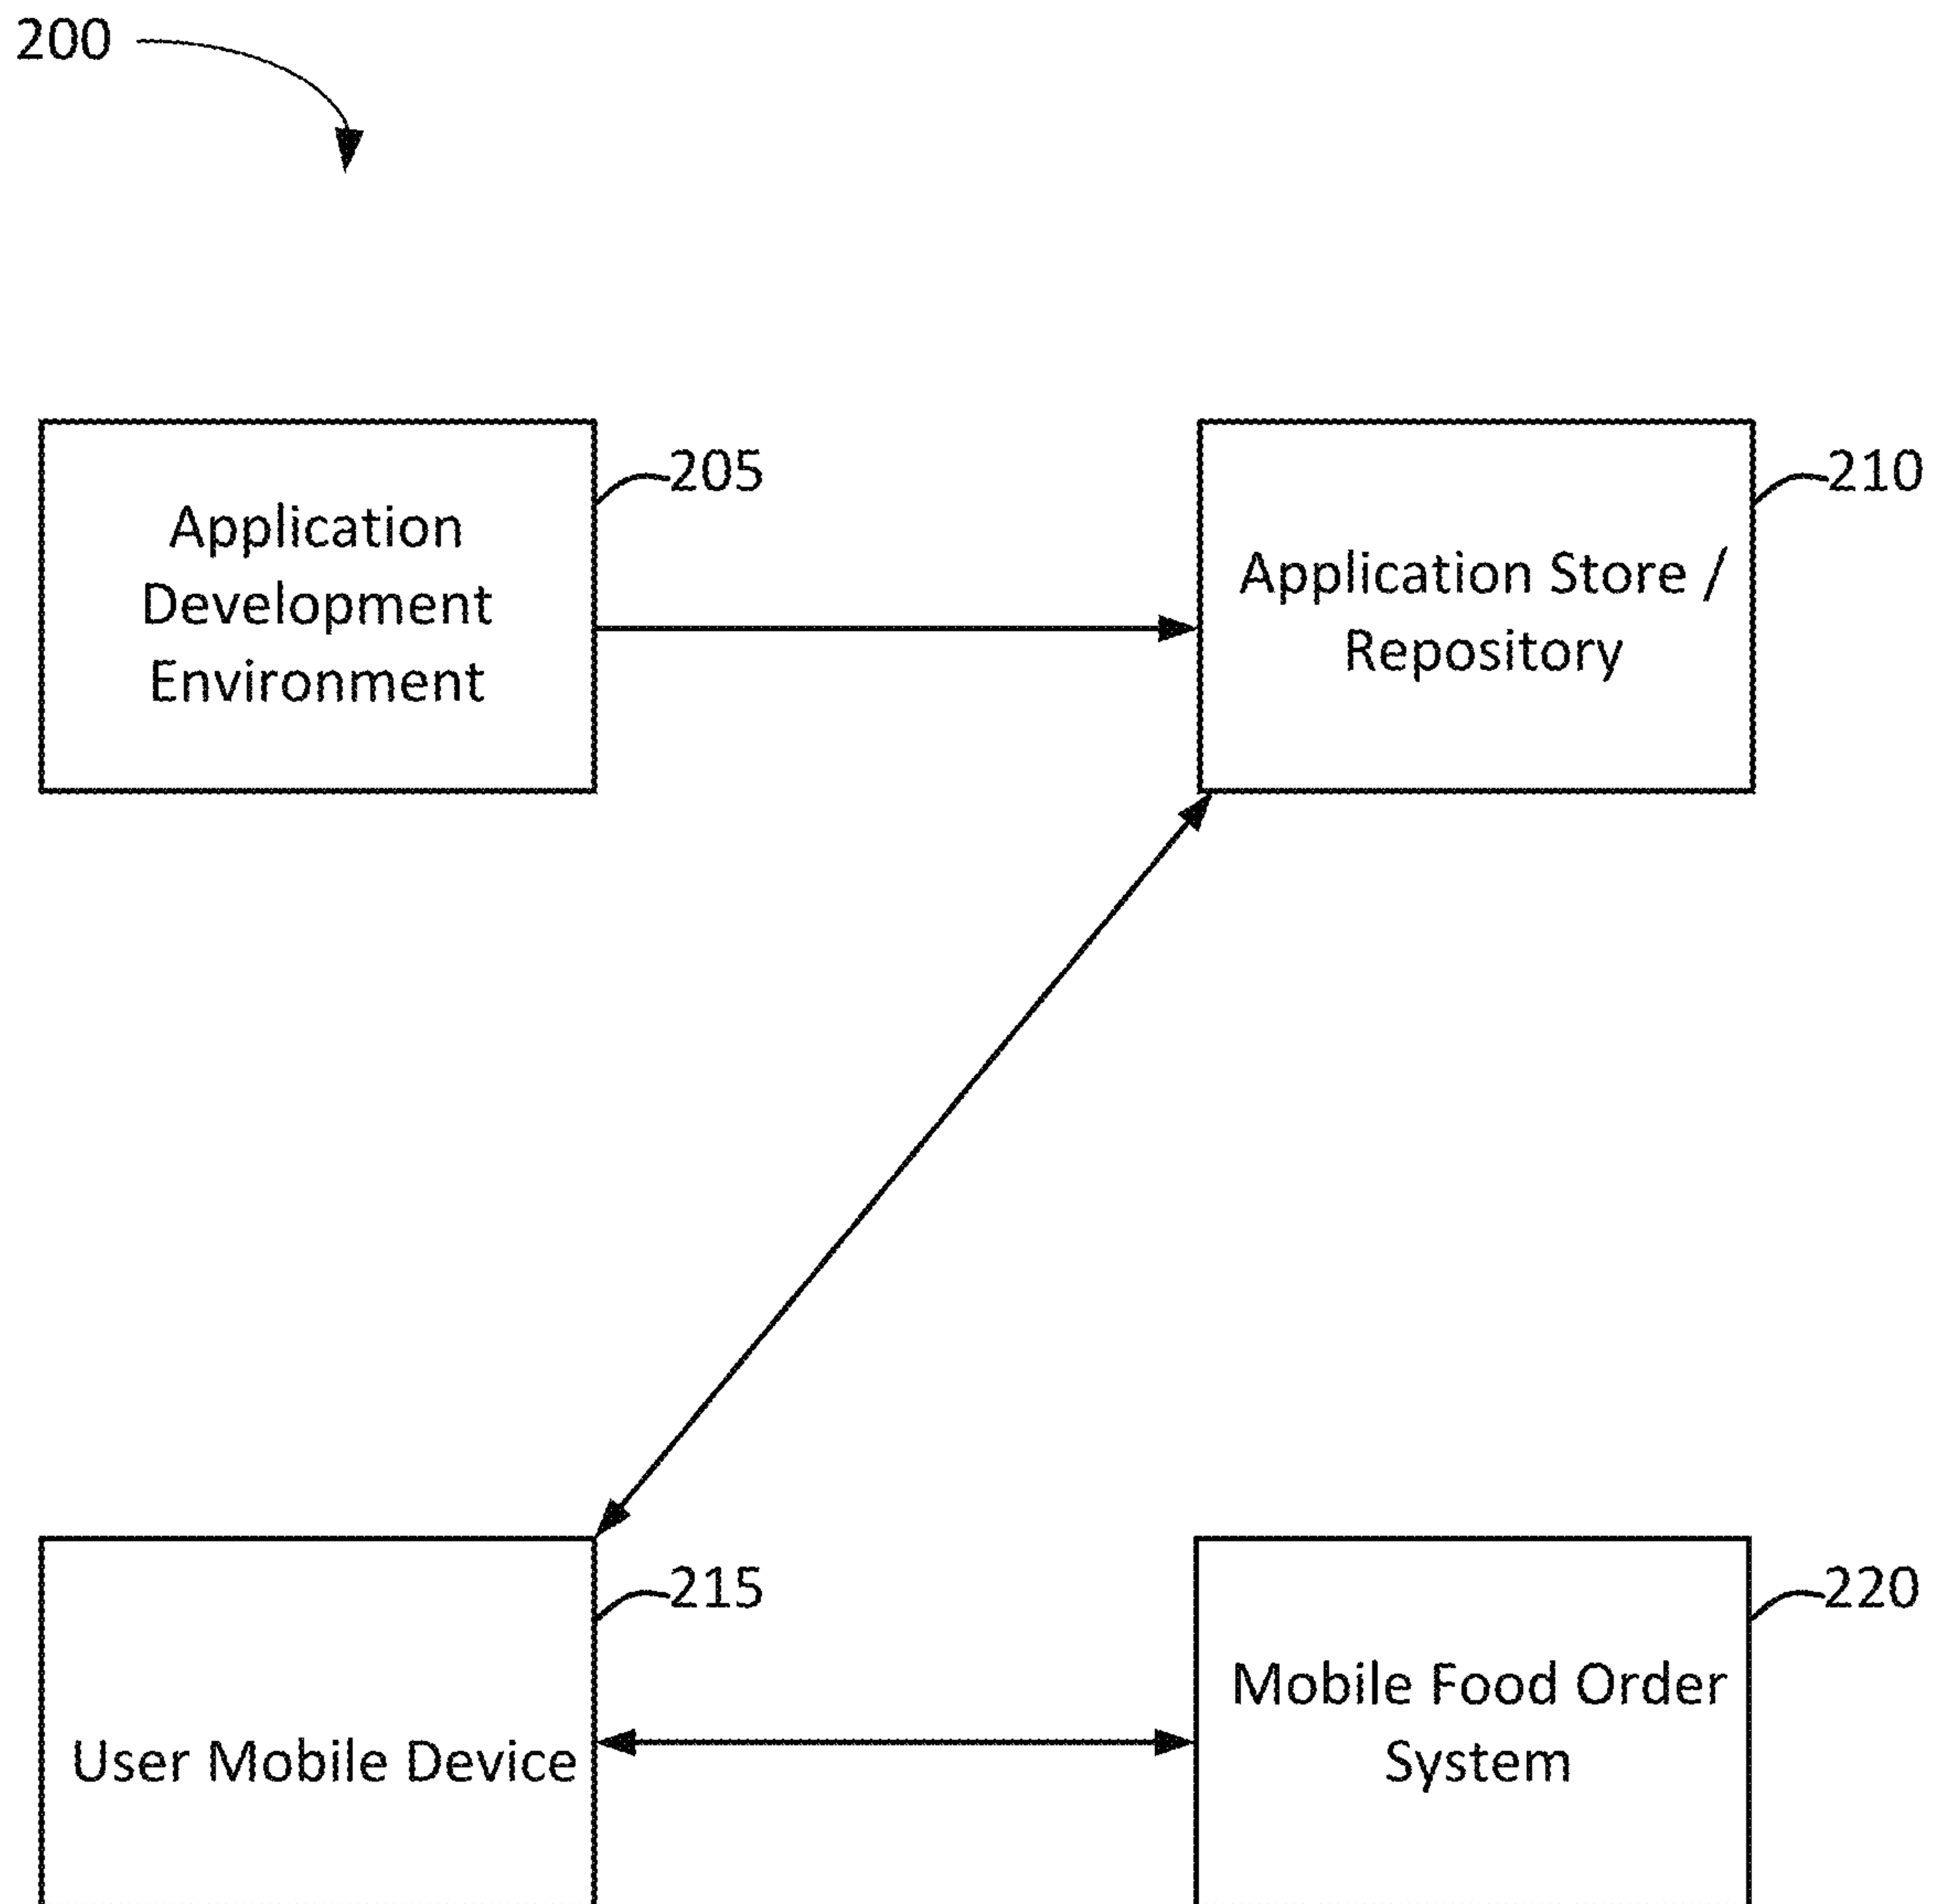 200
205
Application
Development
Environment
210
Application Store /
Repository
215
User Mobile Device
220
Mobile Food Order
System